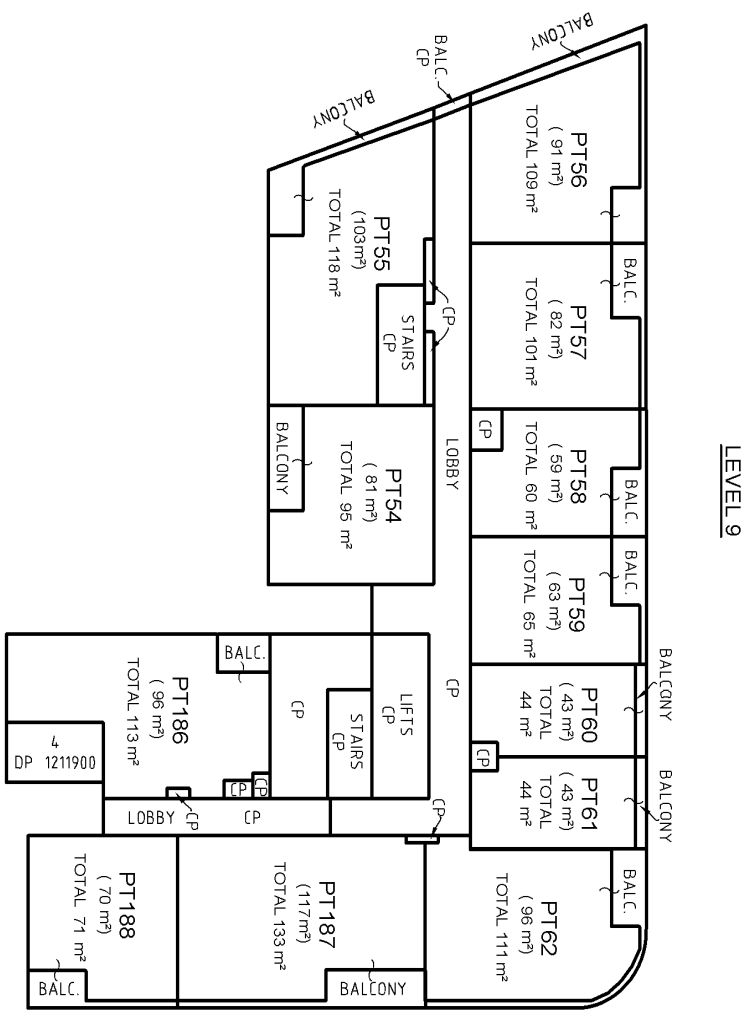 LEVEL 9
BALCONY
BALC.
CP
BALCONY
PT56
( 91 m²)
TOTAL 109 m²
PT55
(103m²)
TOTAL 118 m²
BALC.
PT57
( 82 m²)
TOTAL 101 m²
CP
STAIRS
CP
CP
PT58
( 59 m²)
TOTAL 60 m²
BALC.
LOBBY
BALCONY
PT54
( 81 m²)
TOTAL 95 m²
BALC.
PT59
( 63 m²)
TOTAL 65 m²
BALCONY
PT60
( 43 m²)
TOTAL
44 m²
CP
CP
BALCONY
PT61
( 43 m²)
TOTAL
44 m²
LIFTS
CP
STAIRS
CP
CP
BALC.
PT186
( 96 m²)
TOTAL 113 m²
4
DP 1211900
CP
CP
CP
LOBBY
CP
CP
BALC.
PT62
( 96 m²)
TOTAL 111 m²
PT187
(117m²)
TOTAL 133 m²
BALCONY
PT188
( 70 m²)
TOTAL 71 m²
BALC.